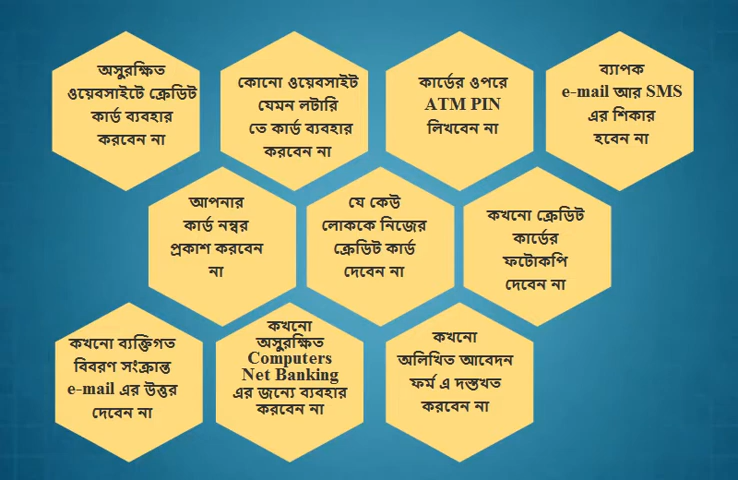 অসুরক্ষিত
ওয়েবসাইটে ক্রেডিট
কার্ড ব্যবহার
করবেন না
কোনো ওয়েবসাইট
যেমন লটারি
তে কার্ড ব্যবহার
করবেন না
কার্ডের ওপরে
ATM PIN
লিখবেন না
ব্যাপক
e-mail আর SMS
এর শিকার
হবেন না
আপনার
কার্ড নম্বর
প্রকাশ করবেন
না
যে কেউ
লোককে নিজের
ক্রেডিট কার্ড
দেবেন না
কখনো ক্রেডিট
কার্ডের
ফটোকপি
দেবেন না
কখনো ব্যক্তিগত
বিবরণ সংক্রান্ত
e-mail এর উত্তর
দেবেন না
কখনো
অসুরক্ষিত
Computers
Net Banking
এর জন্যে ব্যবহার
করবেন না
কখনো
অলিখিত আবেদন
ফর্ম এ দস্তখত
করবেন না